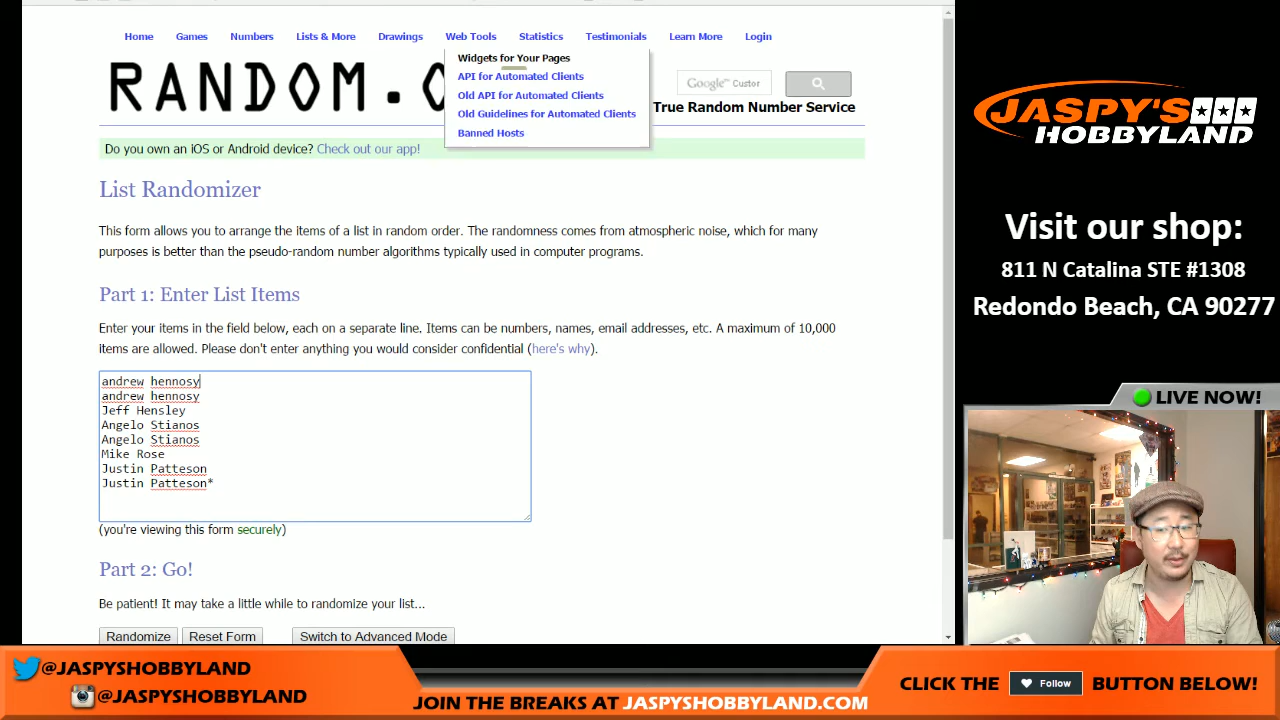 Home Games Numbers Lists & More Drawings Web Tools Statistics Testimonials Learn More Login
Widgets for Your Pages
API for Automated Clients
Old API for Automated Clients
Old Guidelines for Automated Clients
Banned Hosts
RANDOM.O
Google™ Custor
True Random Number Service
Do you own an iOS or Android device? Check out our app!
List Randomizer
This form allows you to arrange the items of a list in random order. The randomness comes from atmospheric noise, which for many
purposes is better than the pseudo-random number algorithms typically used in computer programs.
Part 1: Enter List Items
Enter your items in the field below, each on a separate line. Items can be numbers, names, email addresses, etc. A maximum of 10,000
items are allowed. Please don't enter anything you would consider confidential (here's why).
andrew hennosy
andrew hennosy
Jeff Hensley
Angelo Stianos
Angelo Stianos
Mike Rose
Justin Patteson
Justin Patteson*
(you're viewing this form securely)
Part 2: Go!
Be patient! It may take a little while to randomize your list...
Randomize Reset Form Switch to Advanced Mode
JASPY'S
HOBBYLAND
Visit our shop:
811 N Catalina STE #1308
Redondo Beach, CA 90277
LIVE NOW!
@JASPYSHOBBYLAND
@JASPYSHOBBYLAND
JOIN THE BREAKS AT JASPYSHOBBYLAND.COM
CLICK THE Follow BUTTON BELOW!